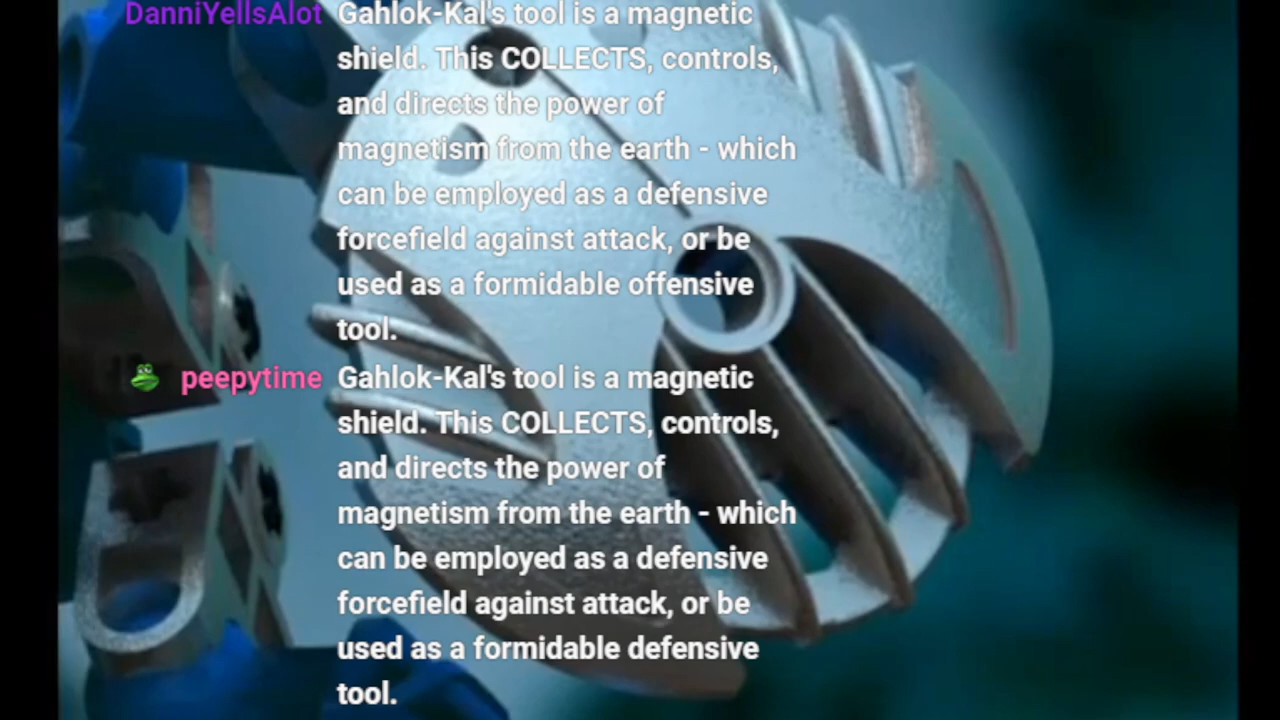 DanniYellsAlot Gahlok-Kal's tool is a magnetic
shield. This COLLECTS, controls,
and directs the power of
magnetism from the earth - which
can be employed as a defensive
forcefield against attack, or be
used as a formidable offensive
tool.
peepytime Gahlok-Kal's tool is a magnetic
shield. This COLLECTS, controls,
and directs the power of
magnetism from the earth - which
can be employed as a defensive
forcefield against attack, or be
used as a formidable defensive
tool.